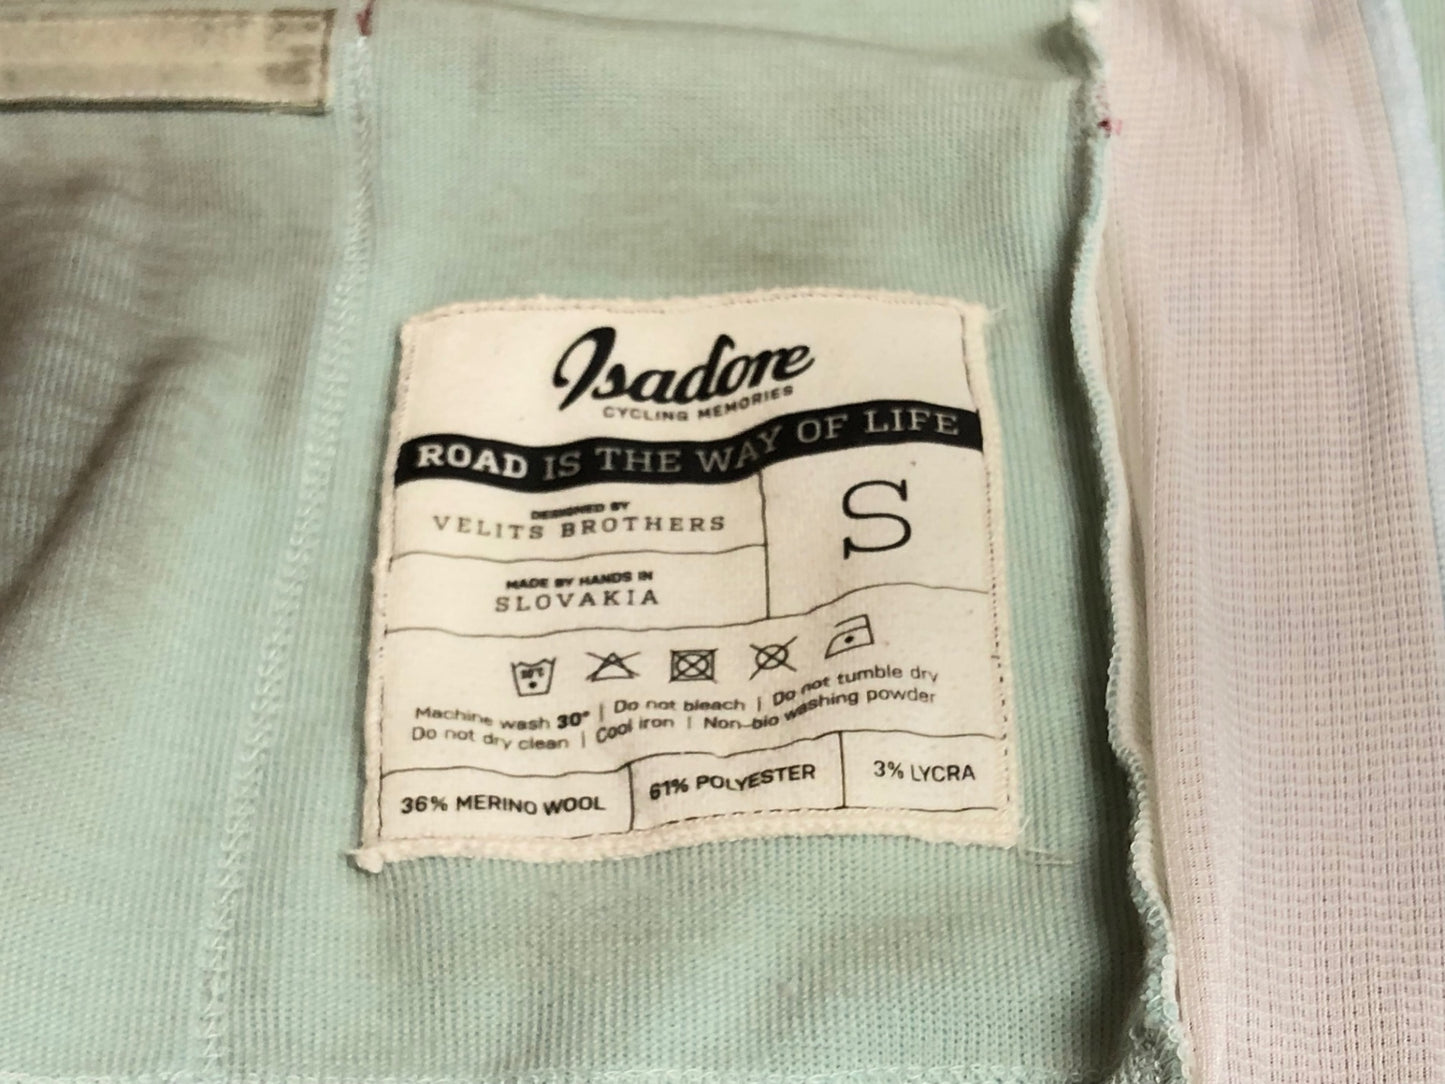 Isadore
CYCLING MEMORIES
ROAD IS THE WAY OF LIFE
DESIGNED BY
VELITS BROTHERS
S
MADE BY HANDS IN
SLOVAKIA
30°C
Machine wash 30° | Do not bleach | Do not tumble dry
Do not dry clean | Cool iron | Non-bio washing powder
36% MERINO WOOL
61% POLYESTER
3% LYCRA